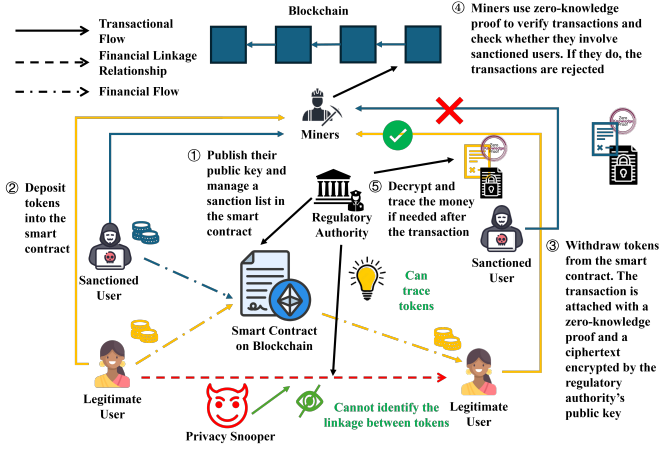 Blockchain
Transactional
Flow
Financial Linkage
Relationship
Financial Flow
④ Miners use zero-knowledge
proof to verify transactions and
check whether they involve
sanctioned users. If they do, the
transactions are rejected
Miners
① Publish their
public key and
manage a
sanction list in
the smart
contract
② Deposit
tokens
into the
smart
contract
Regulatory
Authority
⑤ Decrypt and
trace the money
if needed after
the transaction
Sanctioned
User
Sanctioned
User
③ Withdraw tokens
from the smart
contract. The
transaction is
attached with a
zero-knowledge
proof and a
ciphertext
encrypted by the
regulatory
authority's
public key
Can
trace
tokens
Smart Contract
on Blockchain
Legitimate
User
Cannot identify the
linkage between tokens
Legitimate
User
Privacy Snooper